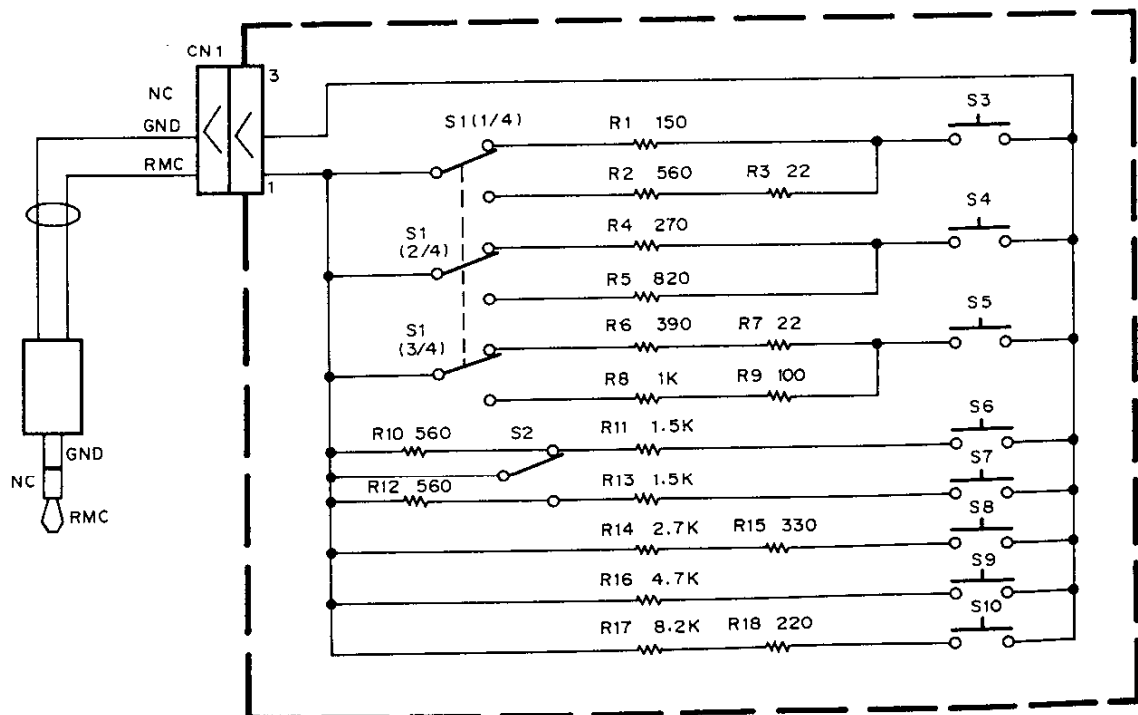 CN1
3
NC
GND
RMC
1
S1(1/4)
R1 150
S3
R2 560 R3 22
S1
(2/4)
R4 270
S4
R5 820
S1
(3/4)
R6 390 R7 22
S5
R8 1K R9 100
R10 560 S2 R11 1.5K
S6
R12 560 R13 1.5K
S7
R14 2.7K R15 330
S8
R16 4.7K
S9
R17 8.2K R18 220
S10
GND
NC
RMC